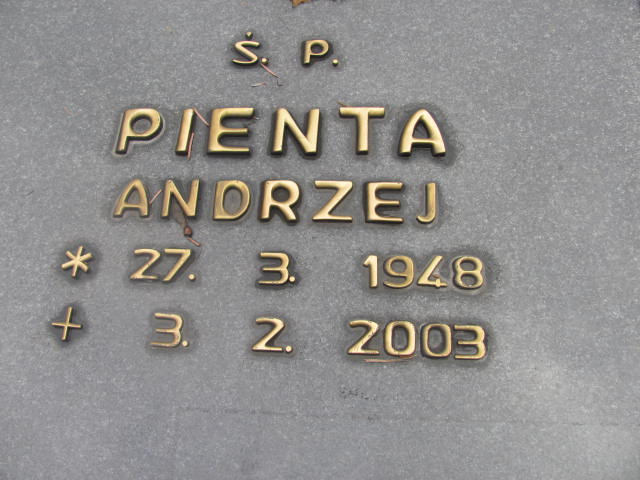 Ś. P.
PIENTA
ANDRZEJ
* 27. 3. 1948
+ 3. 2. 2003